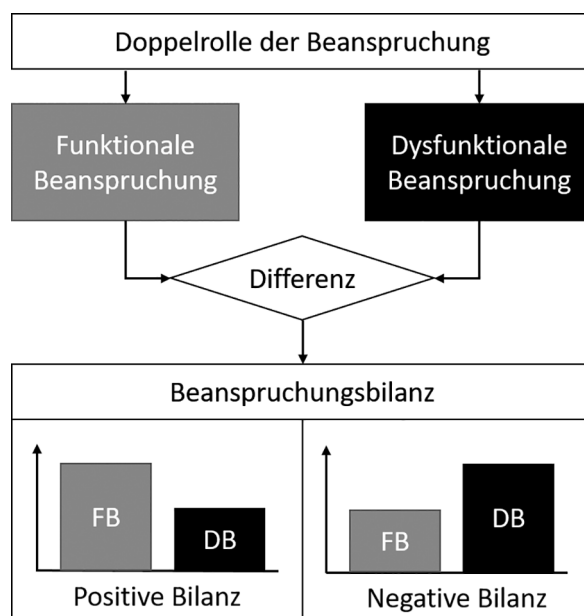 Doppelrolle der Beanspruchung
Funktionale
Beanspruchung
Dysfunktionale
Beanspruchung
Differenz
Beanspruchungsbilanz
FB
DB
Positive Bilanz
FB
DB
Negative Bilanz